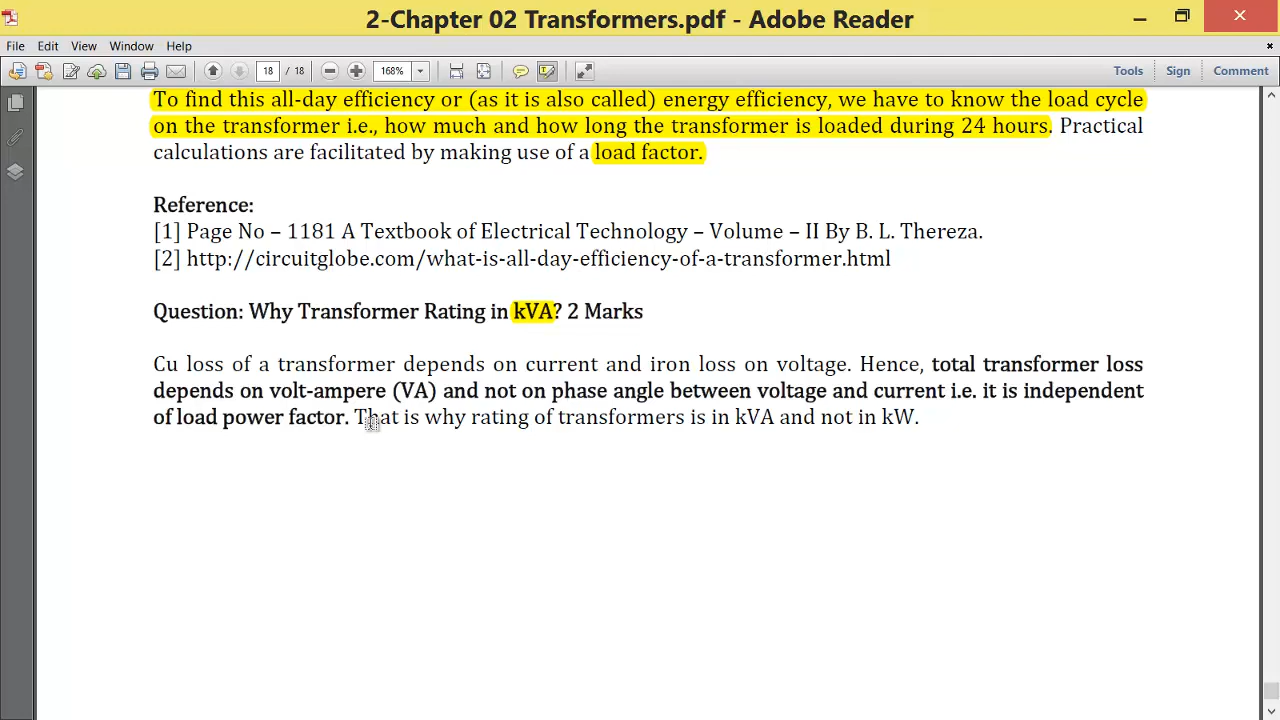 2-Chapter 02 Transformers.pdf - Adobe Reader
File Edit View Window Help
18 / 18 168% Tools Sign Comment
To find this all-day efficiency or (as it is also called) energy efficiency, we have to know the load cycle
on the transformer i.e., how much and how long the transformer is loaded during 24 hours. Practical
calculations are facilitated by making use of a load factor.
Reference:
[1] Page No – 1181 A Textbook of Electrical Technology – Volume – II By B. L. Thereza.
[2] http://circuitglobe.com/what-is-all-day-efficiency-of-a-transformer.html
Question: Why Transformer Rating in kVA? 2 Marks
Cu loss of a transformer depends on current and iron loss on voltage. Hence, total transformer loss
depends on volt-ampere (VA) and not on phase angle between voltage and current i.e. it is independent
of load power factor. That is why rating of transformers is in kVA and not in kW.